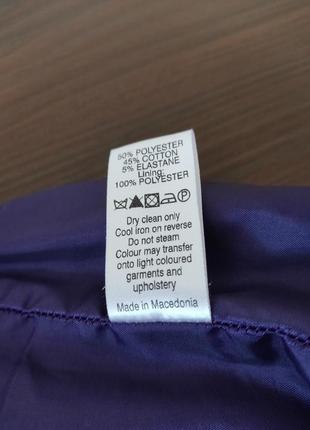 50% POLYESTER
45% COTTON
5% ELASTANE
Lining:
100% POLYESTER
Dry clean only
Cool iron on reverse
Do not steam
Colour may transfer
onto light coloured
garments and
upholstery
Made in Macedonia